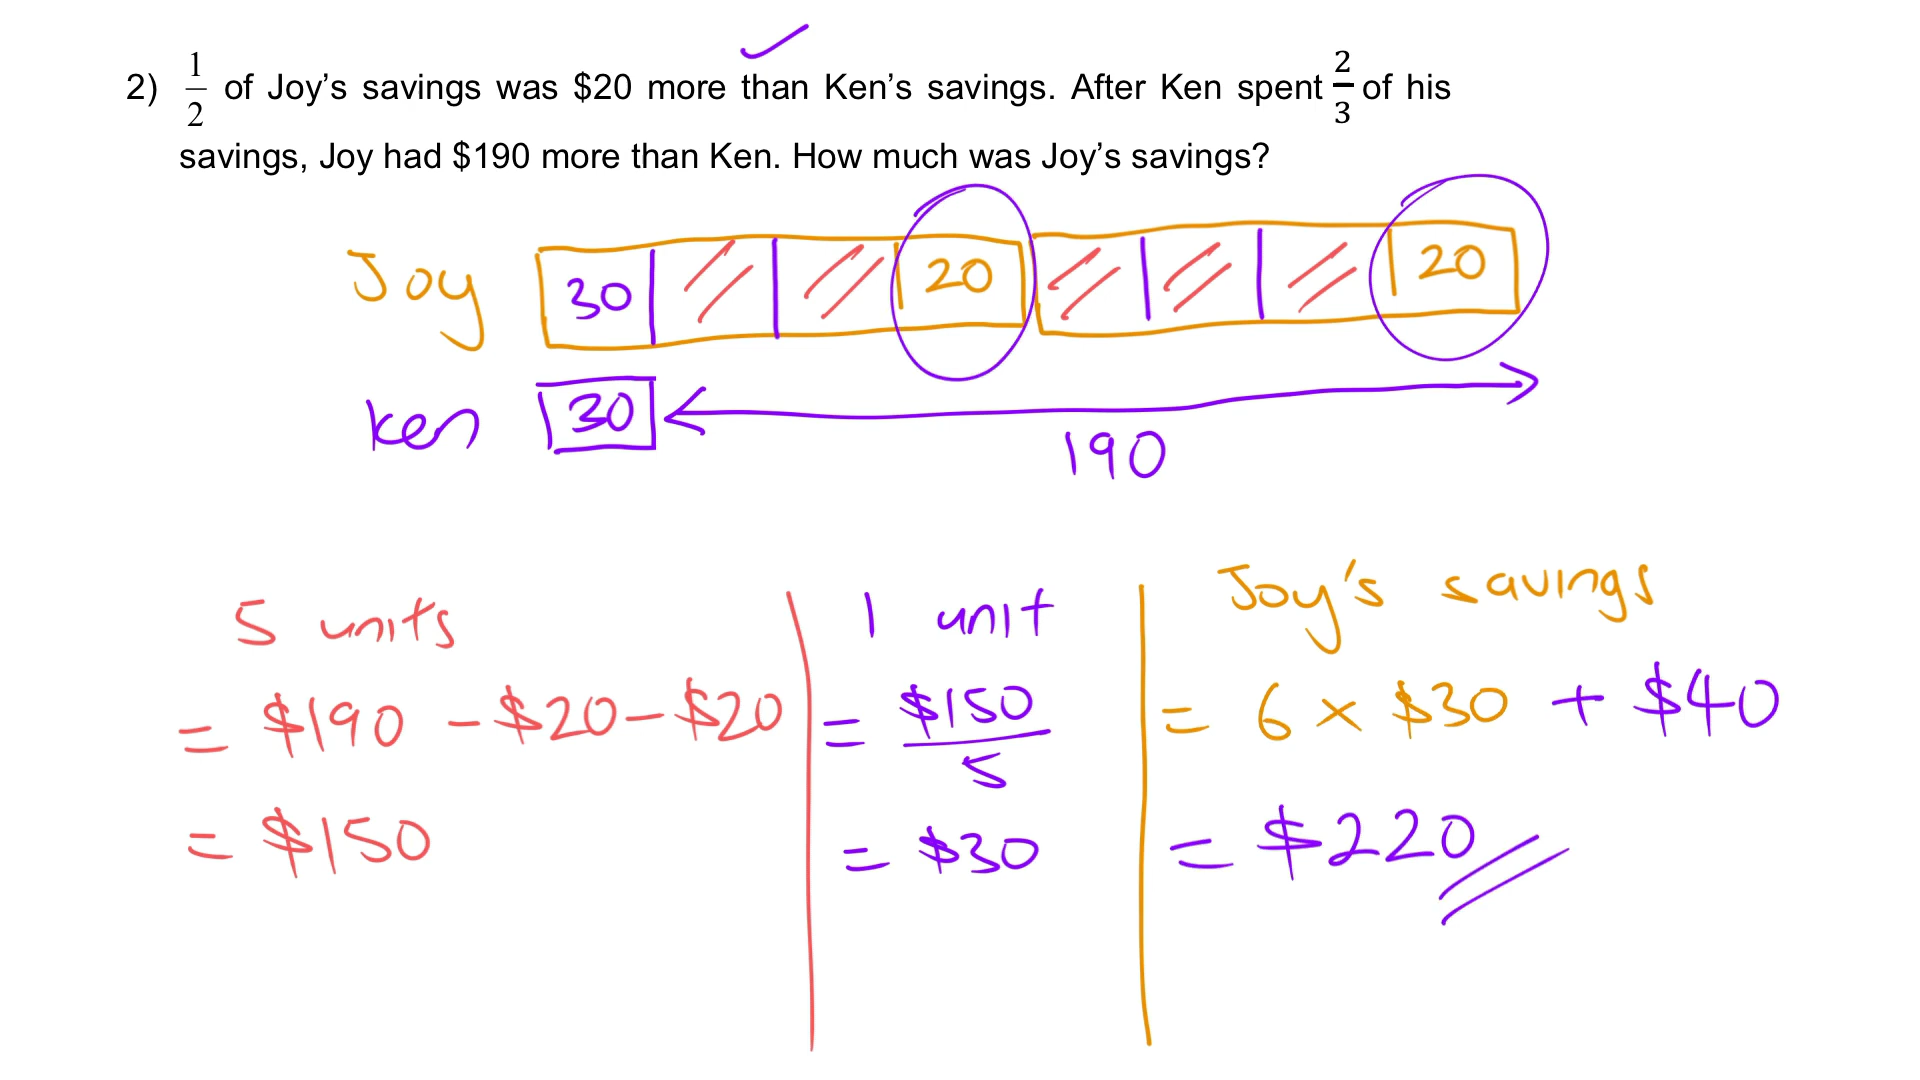 2) 1/2 of Joy's savings was $20 more than Ken's savings. After Ken spent 2/3 of his
savings, Joy had $190 more than Ken. How much was Joy's savings?
Joy 30 20 20
Ken 30
190
5 units
= $190 - $20 - $20
= $150
1 unit
= $150/5
= $30
Joy's savings
= 6 × $30 + $40
= $220